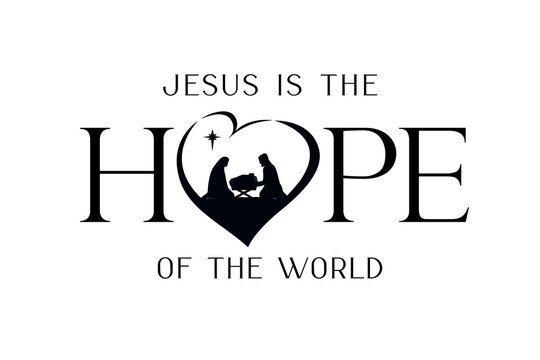 JESUS IS THE
HOPE
OF THE WORLD